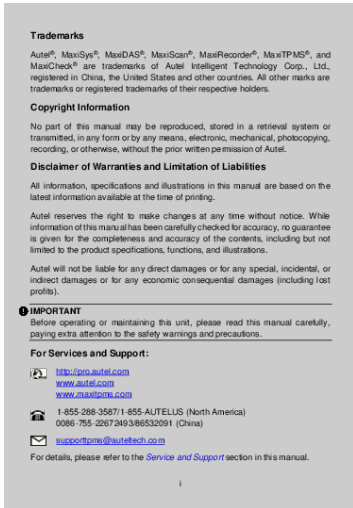 Trademarks
Autel®, MaxiSys®, MaxiDAS®, MaxiScan®, MaxiRecorder®, MaxiTPMS®, and
MaxiCheck® are trademarks of Autel Intelligent Technology Corp., Ltd.,
registered in China, the United States and other countries. All other marks are
trademarks or registered trademarks of their respective holders.
Copyright Information
No part of this manual may be reproduced, stored in a retrieval system or
transmitted, in any form or by any means, electronic, mechanical, photocopying,
recording, or otherwise, without the prior written permission of Autel.
Disclaimer of Warranties and Limitation of Liabilities
All information, specifications and illustrations in this manual are based on the
latest information available at the time of printing.
Autel reserves the right to make changes at any time without notice. While
information of this manual has been carefully checked for accuracy, no guarantee
is given for the completeness and accuracy of the contents, including but not
limited to the product specifications, functions, and illustrations.
Autel will not be liable for any direct damages or for any special, incidental, or
indirect damages or for any economic consequential damages (including lost
profits).
IMPORTANT
Before operating or maintaining this unit, please read this manual carefully,
paying extra attention to the safety warnings and precautions.
For Services and Support:
http://pro.autel.com
www.autel.com
www.maxitpms.com
1-855-288-3587/1-855-AUTELUS (North America)
0086-755-22672493/86532091 (China)
supporttpms@auteltech.com
For details, please refer to the Service and Support section in this manual.
i